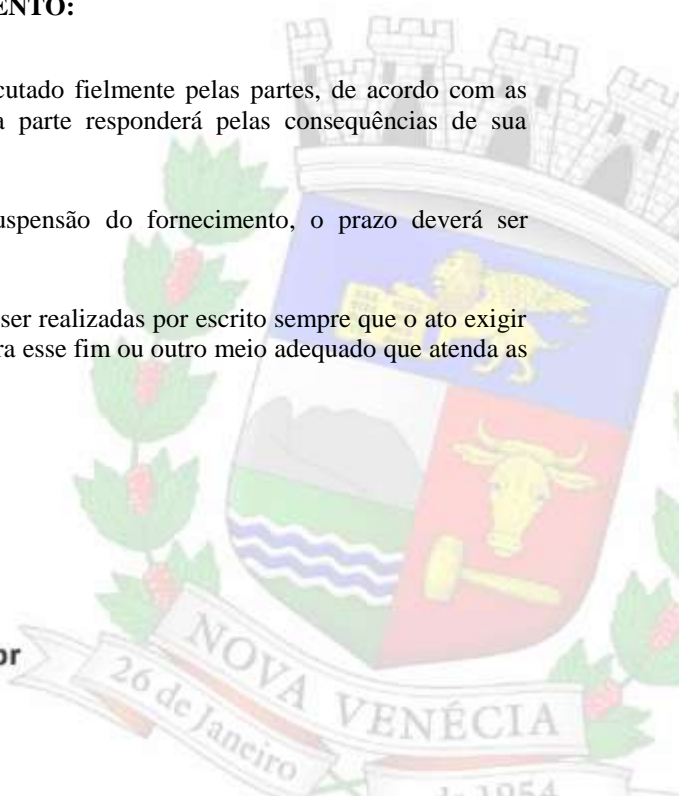 ENTO:
cutado fielmente pelas partes, de acordo com as
a parte responderá pelas consequências de sua
uspensão do fornecimento, o prazo deverá ser
ser realizadas por escrito sempre que o ato exigir
ra esse fim ou outro meio adequado que atenda as
or
NOVA VENÉCIA
26 de Janeiro
de 1954